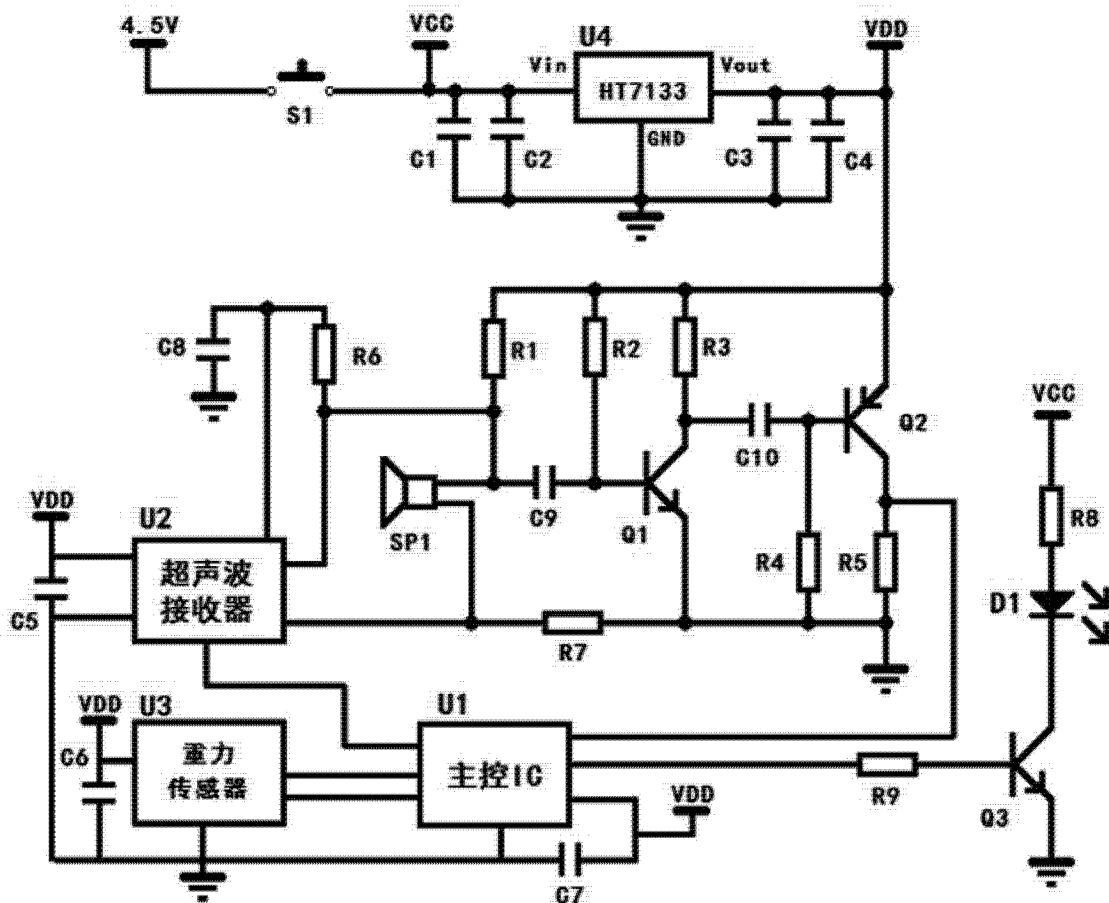 4.5V
VCC
U4
VDD
Vin
HT7133
Vout
S1
GND
C1
C2
C3
C4
C8
R6
R1
R2
R3
VCC
C10
Q2
VDD
U2
SP1
C9
Q1
R8
超声波
接收器
R4
R5
D1
C5
R7
VDD
U3
U1
C6
重力
传感器
主控IC
VDD
R9
Q3
C7